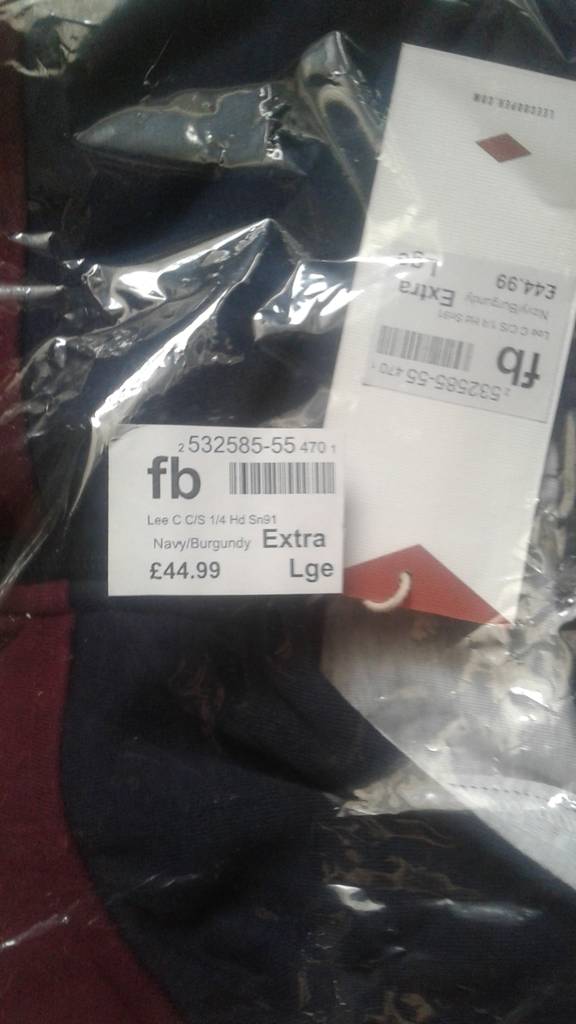 LEECOOPER.COM
2 532585-55 470 1
fb
Lee C C/S 1/4 Hd Sn91
Navy/Burgundy Extra
£44.99 Lge
2 532585-55 470 1
fb
Lee C C/S 1/4 Hd Sn91
Navy/Burgundy Extra
£44.99 Lge